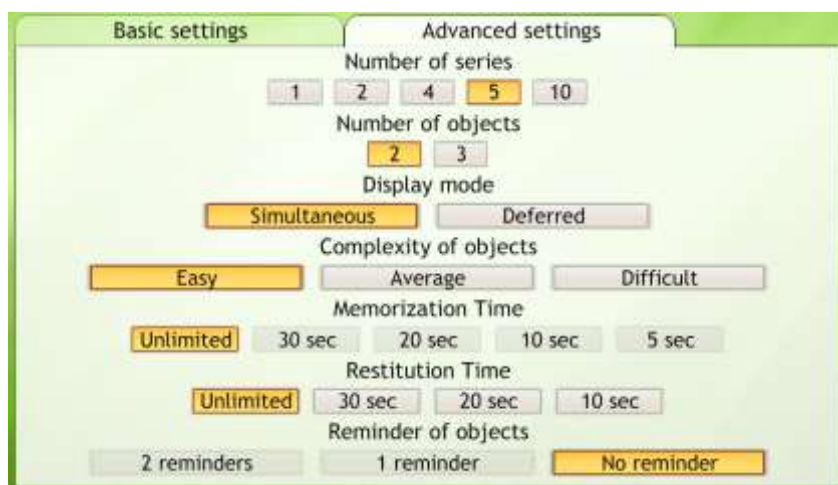 Basic settings Advanced settings
Number of series
1 2 4 5 10
Number of objects
2 3
Display mode
Simultaneous Deferred
Complexity of objects
Easy Average Difficult
Memorization Time
Unlimited 30 sec 20 sec 10 sec 5 sec
Restitution Time
Unlimited 30 sec 20 sec 10 sec
Reminder of objects
2 reminders 1 reminder No reminder